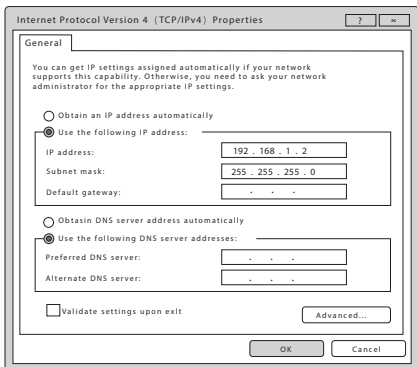 Internet Protocol Version 4 (TCP/IPv4) Properties ? ×
General
You can get IP settings assigned automatically if your network
supports this capability. Otherwise, you need to ask your network
administrator for the appropriate IP settings.
Obtain an IP address automatically
Use the following IP address:
IP address: 192 . 168 . 1 . 2
Subnet mask: 255 . 255 . 255 . 0
Default gateway: . . .
Obtasin DNS server address automatically
Use the following DNS server addresses:
Preferred DNS server: . . .
Alternate DNS server: . . .
Validate settings upon exlt
Advanced...
OK Cancel